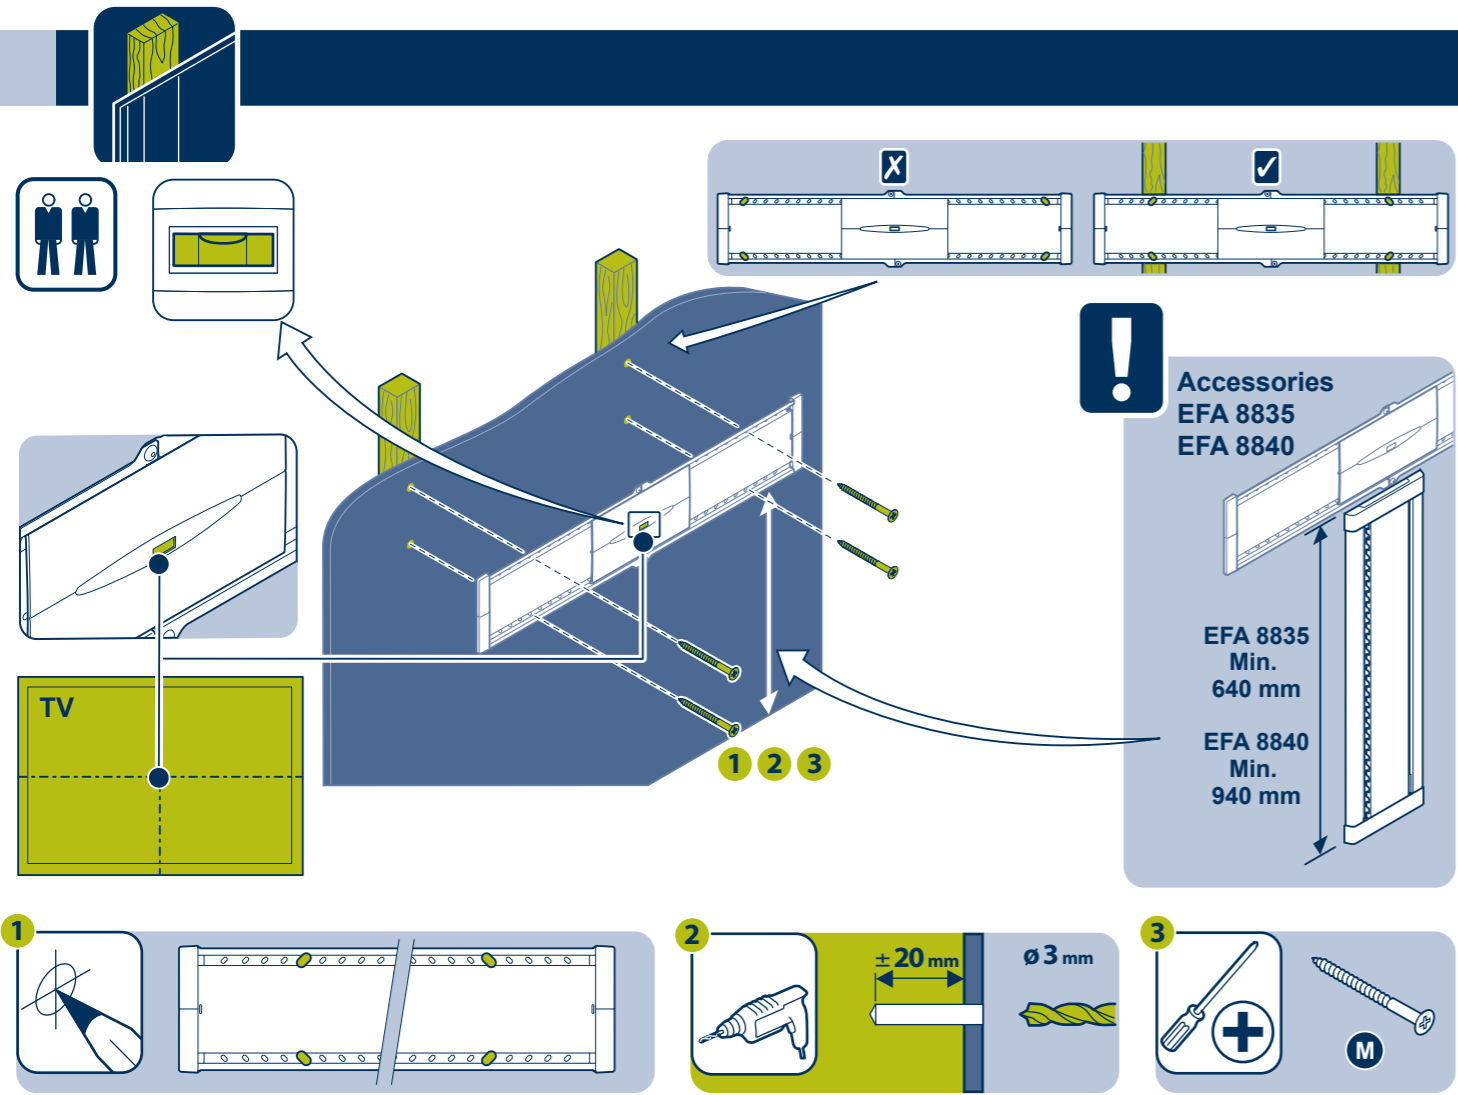 Accessories
EFA 8835
EFA 8840
EFA 8835
Min.
640 mm
EFA 8840
Min.
940 mm
TV
1 2 3
1
2
± 20 mm
ø 3 mm
3
M